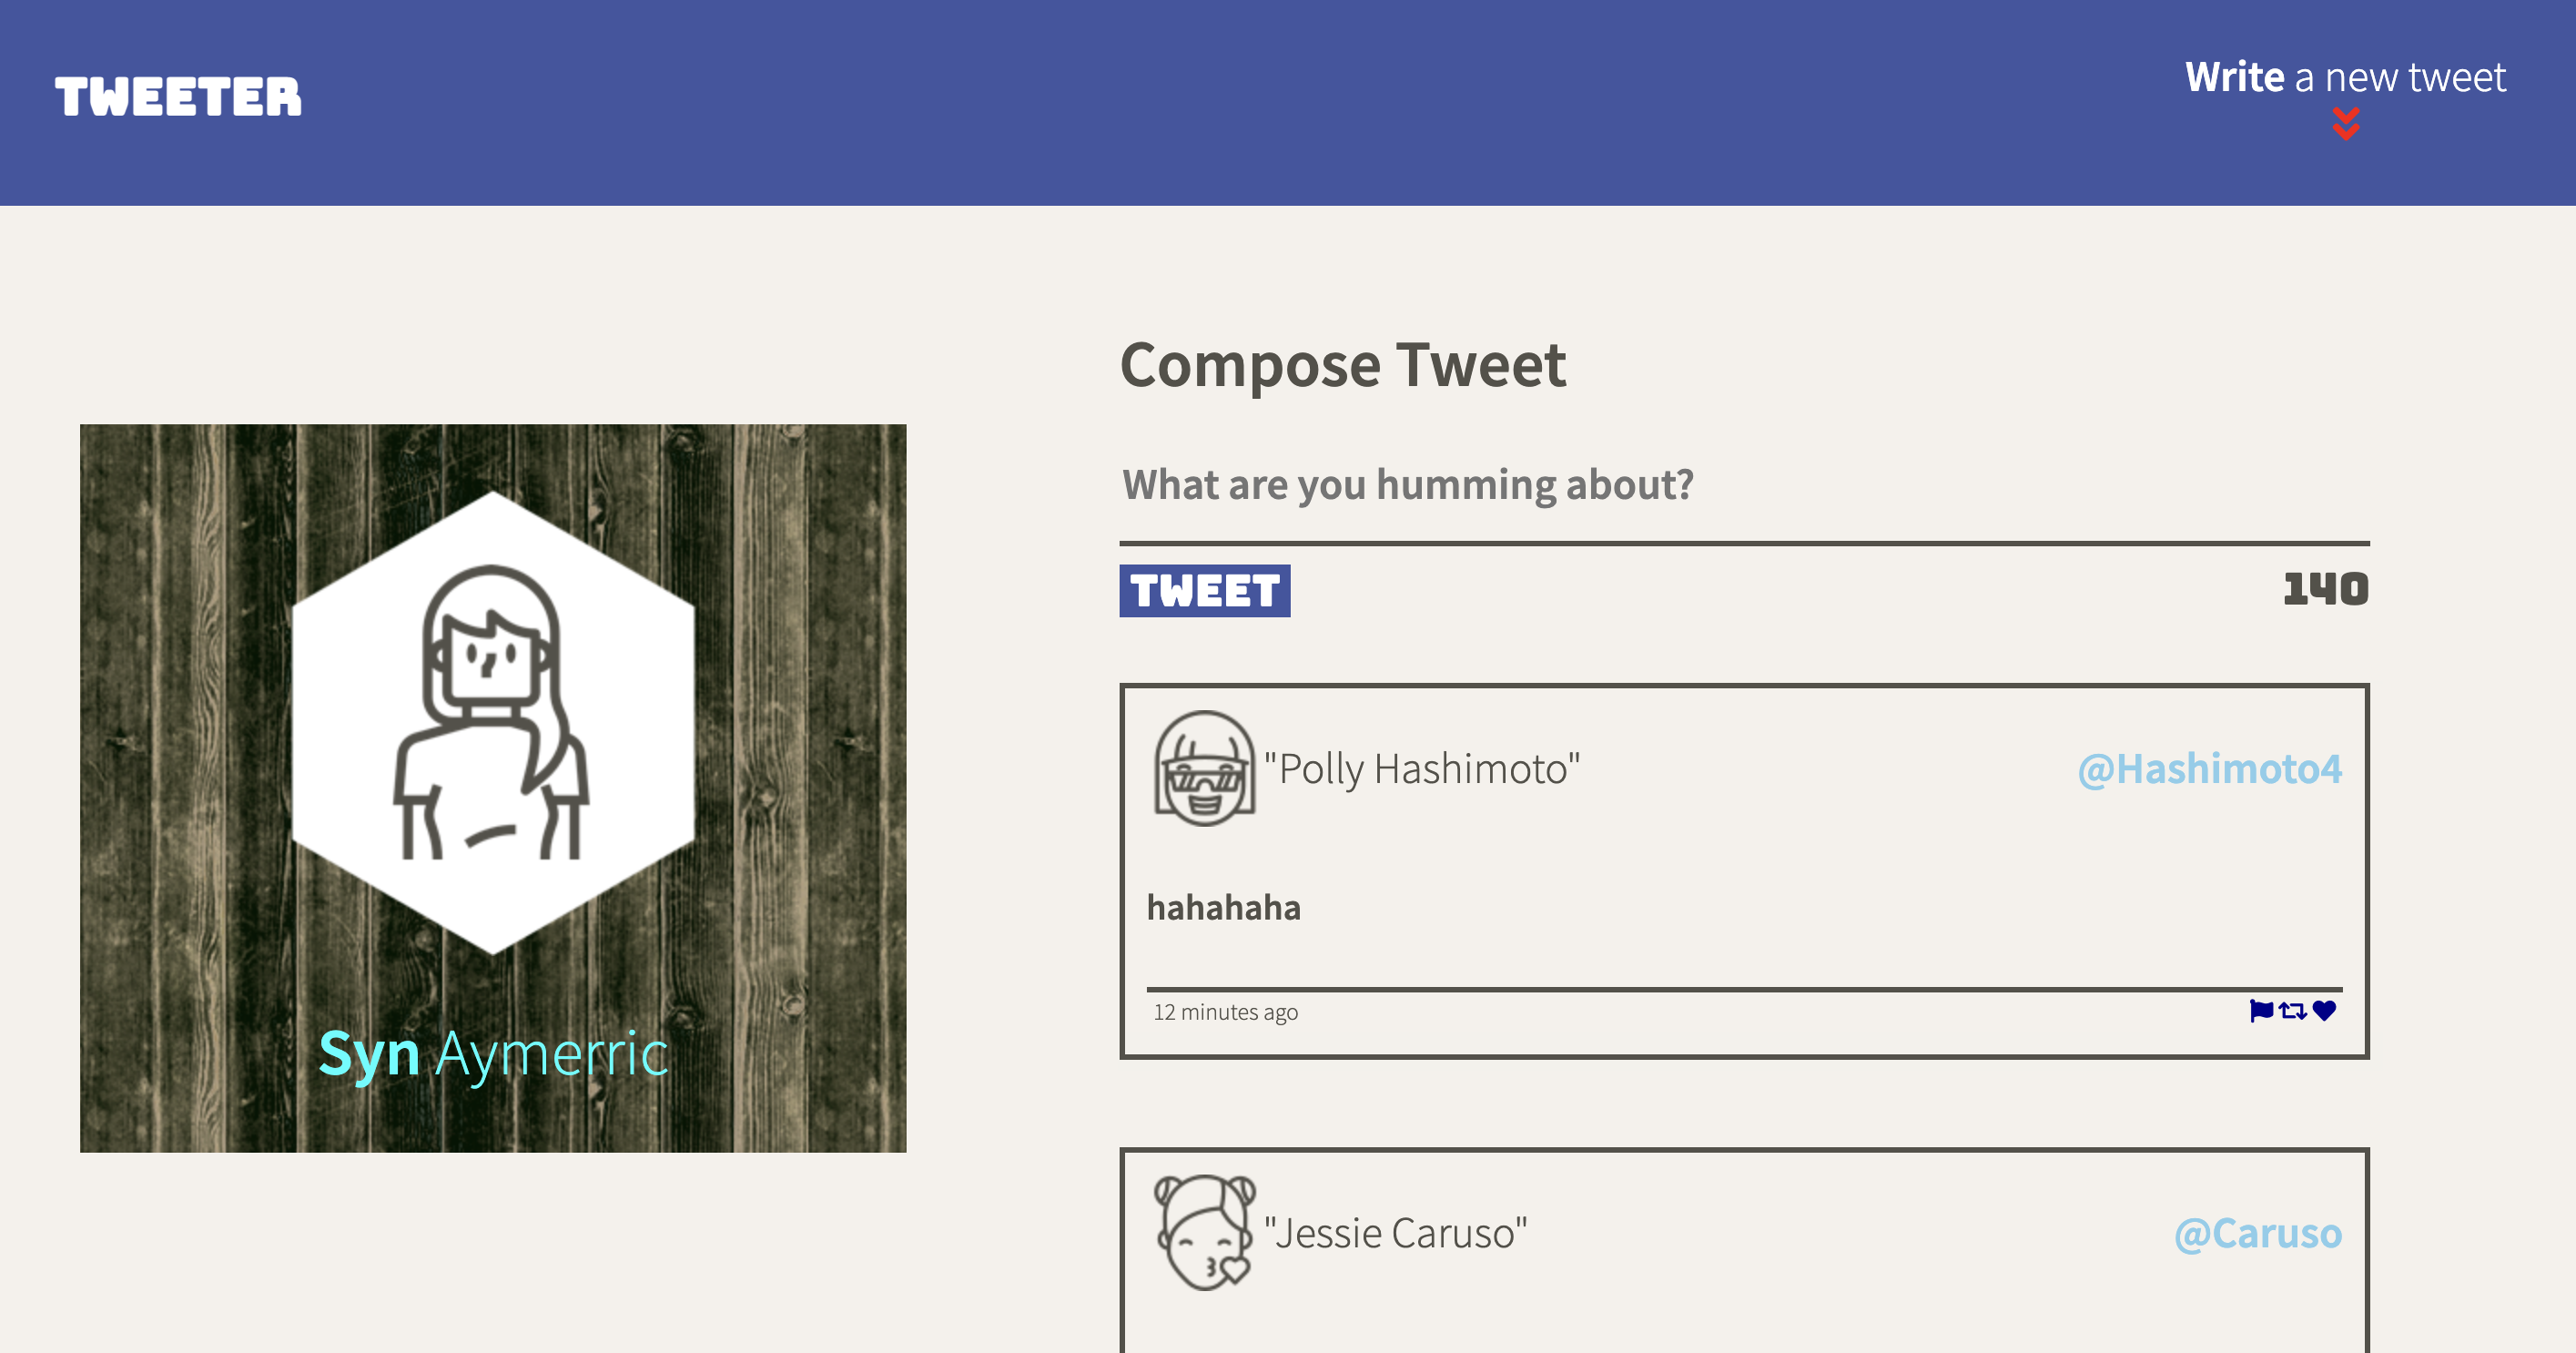 TWEETER
Write a new tweet
Compose Tweet
What are you humming about?
TWEET
140
Syn Aymerric
"Polly Hashimoto"
@Hashimoto4
hahahaha
12 minutes ago
"Jessie Caruso"
@Caruso